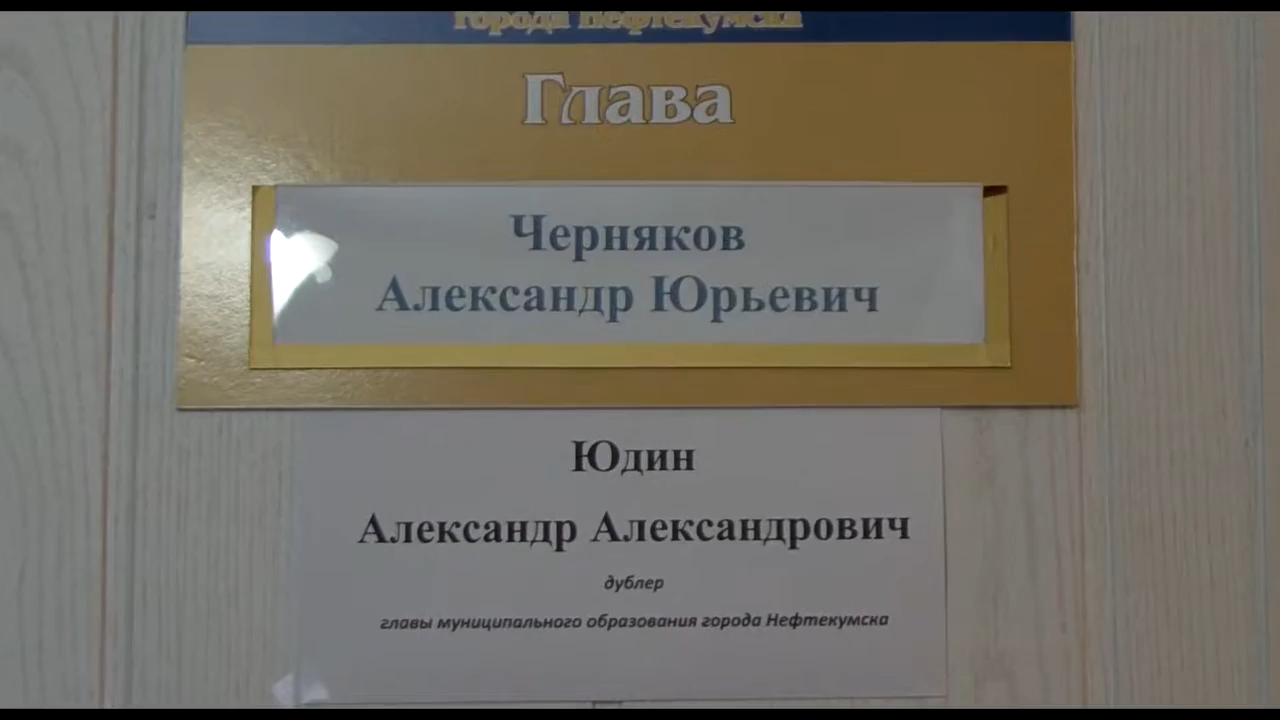 города Нефтекумска
Глава
Черняков
Александр Юрьевич
Юдин
Александр Александрович
дублер
главы муниципального образования города Нефтекумска